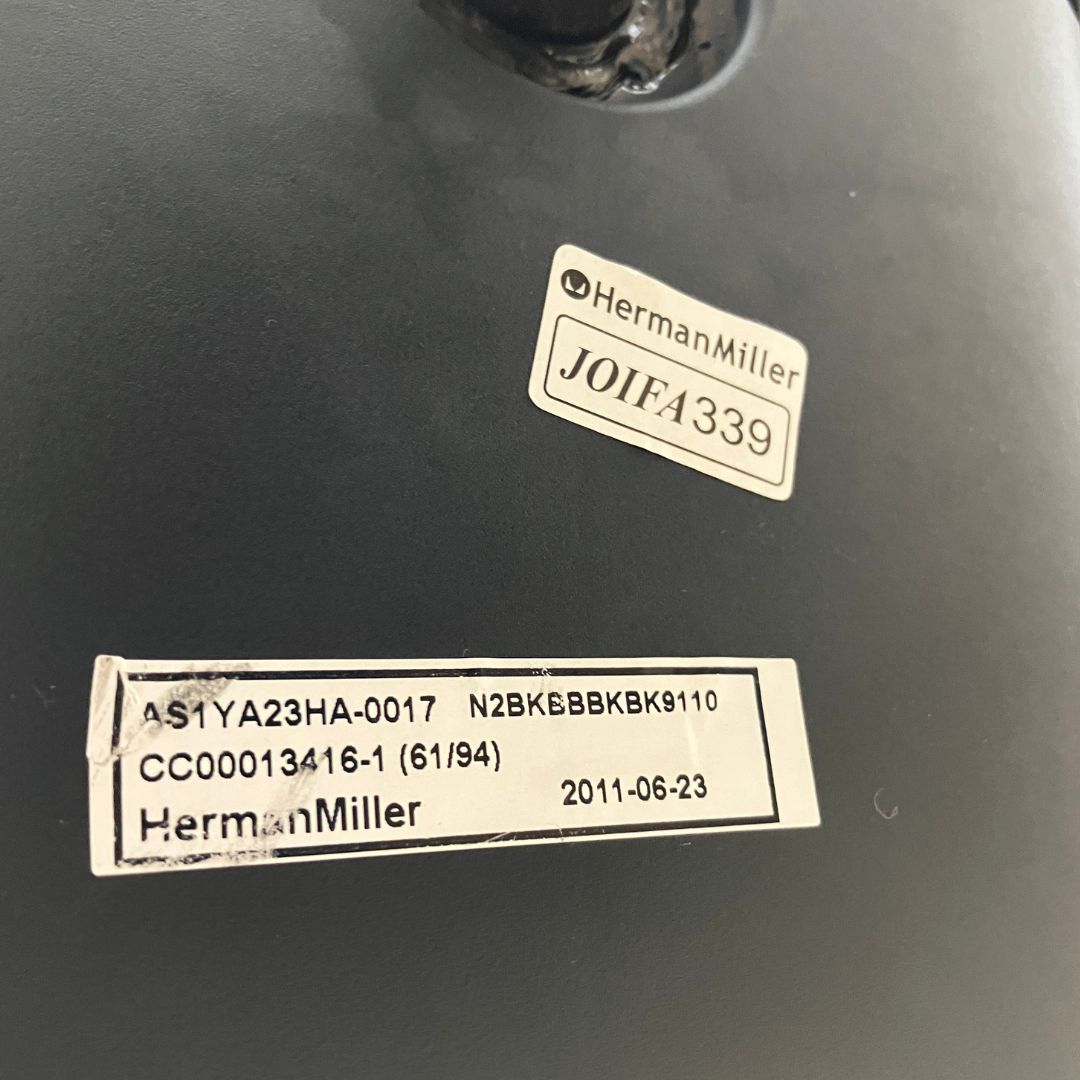 HermanMiller
JOIFA339
AS1YA23HA-0017 N2BKBBBKBK9110
CC00013416-1 (61/94)
HermanMiller 2011-06-23